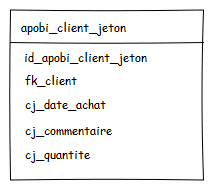 apobi_client_jeton
id_apobi_client_jeton
fk_client
cj_date_achat
cj_commentaire
cj_quantite